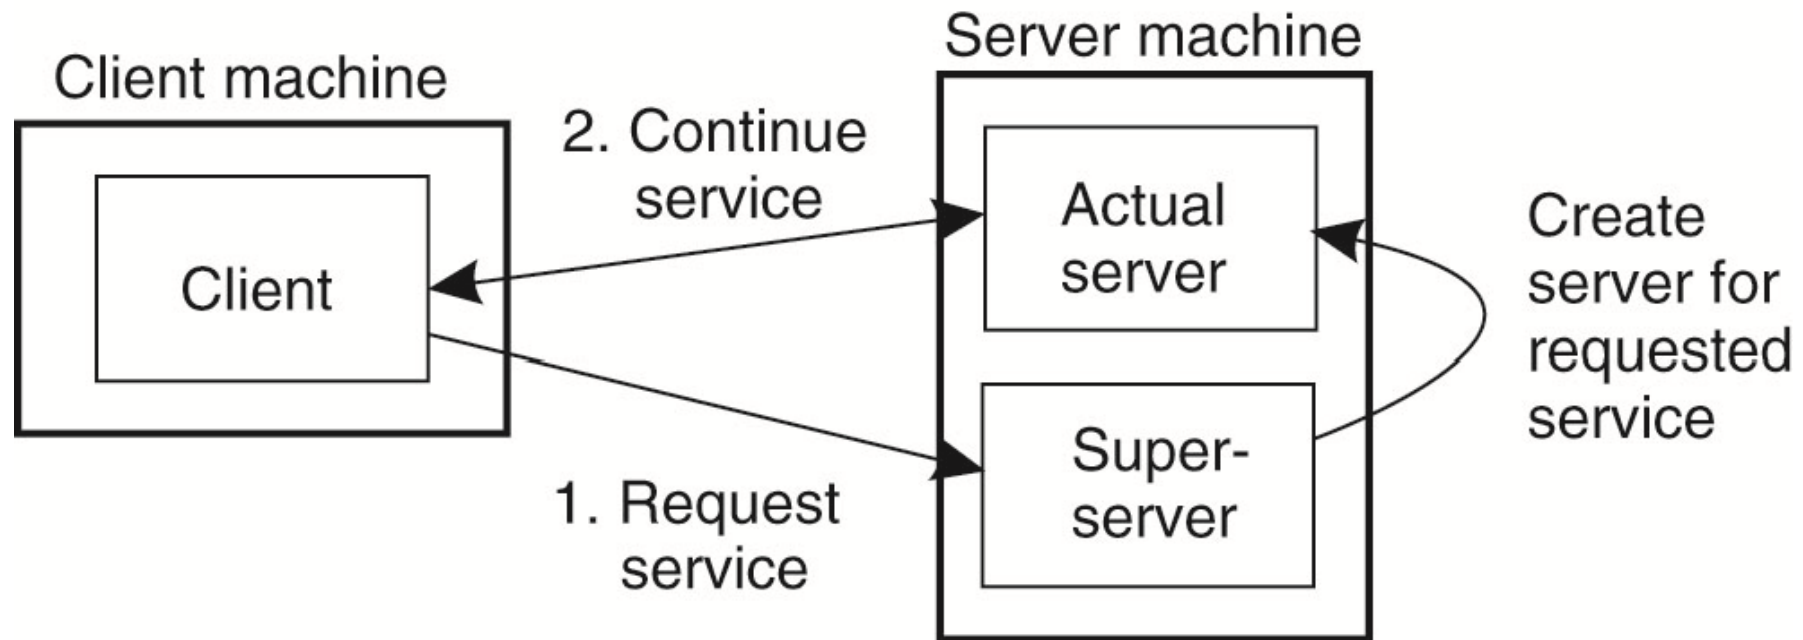 Client machine
Client
2. Continue
service
1. Request
service
Server machine
Actual
server
Super-
server
Create
server for
requested
service